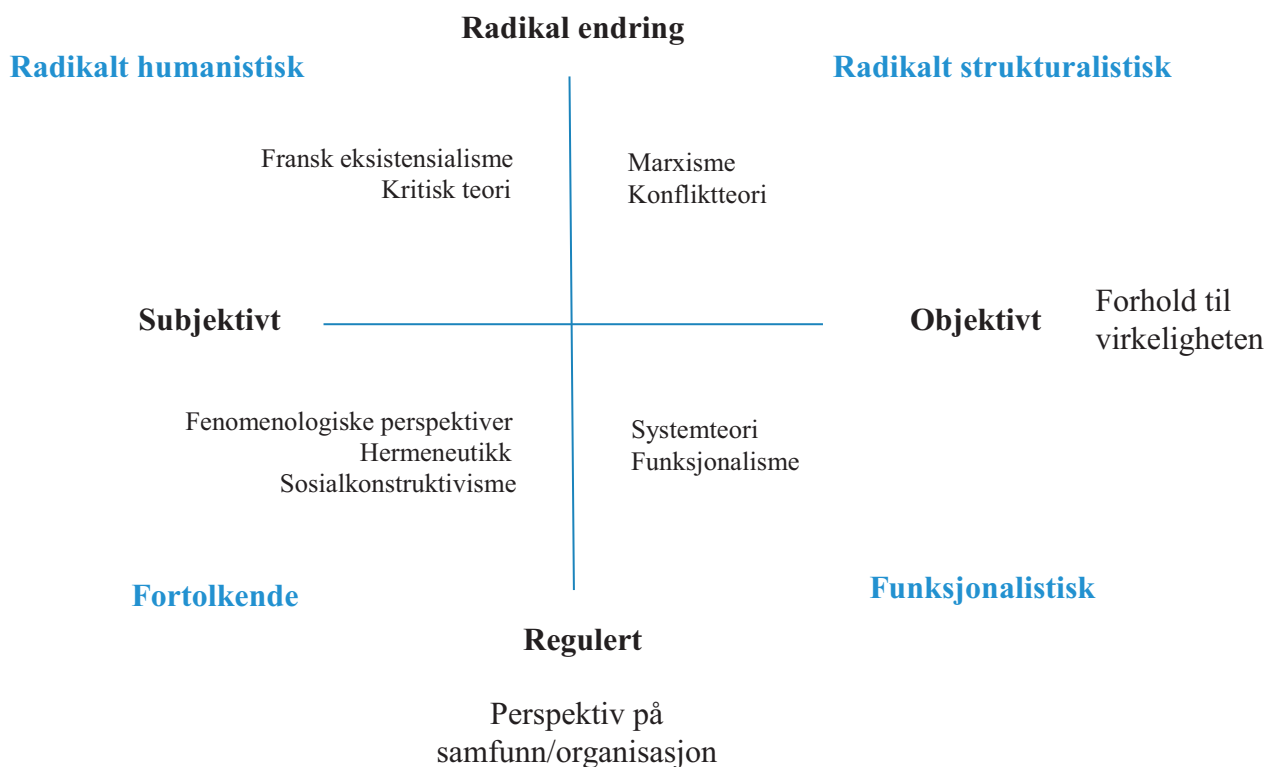 Radikal endring
Radikalt humanistisk
Radikalt strukturalistisk
Fransk eksistensialisme
Kritisk teori
Marxisme
Konfliktteori
Subjektivt
Objektivt
Forhold til
virkeligheten
Fenomenologiske perspektiver
Hermeneutikk
Sosialkonstruktivisme
Systemteori
Funksjonalisme
Fortolkende
Funksjonalistisk
Regulert
Perspektiv på
samfunn/organisasjon